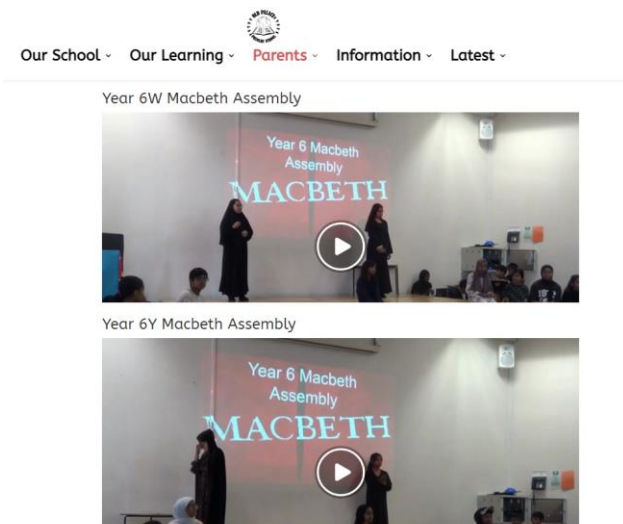 Our School Our Learning Parents Information Latest
Year 6W Macbeth Assembly
Year 6 Macbeth
Assembly
MACBETH
Year 6Y Macbeth Assembly
Year 6 Macbeth
Assembly
MACBETH